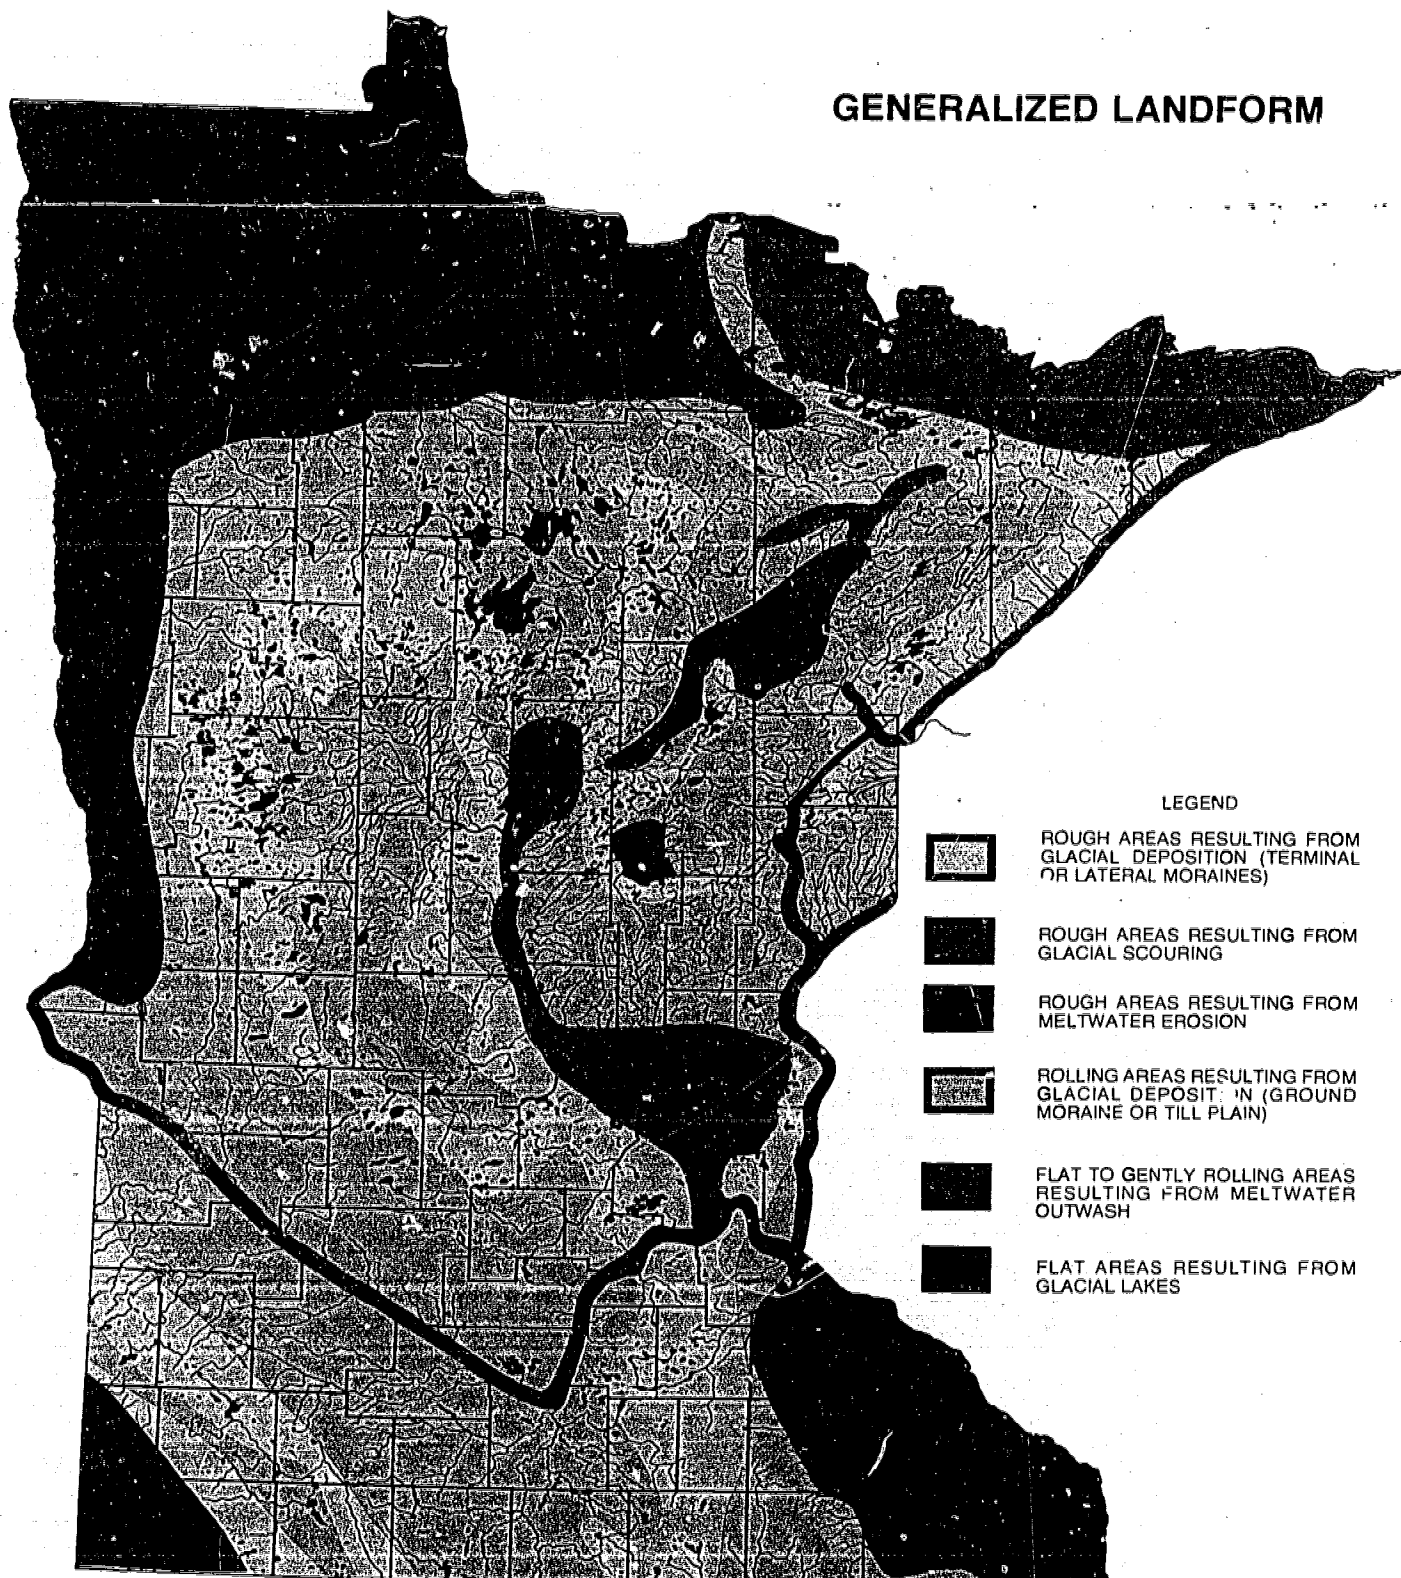 GENERALIZED LANDFORM
LEGEND
ROUGH AREAS RESULTING FROM
GLACIAL DEPOSITION (TERMINAL
OR LATERAL MORAINES)
ROUGH AREAS RESULTING FROM
GLACIAL SCOURING
ROUGH AREAS RESULTING FROM
MELTWATER EROSION
ROLLING AREAS RESULTING FROM
GLACIAL (GROUND
MORAINE OR TILL PLAIN)
FLAT TO GENTLY ROLLING AREAS
RESULTING FROM MELTWATER
OUTWASH
FLAT AREAS RESULTING FROM
GLACIAL LAKES